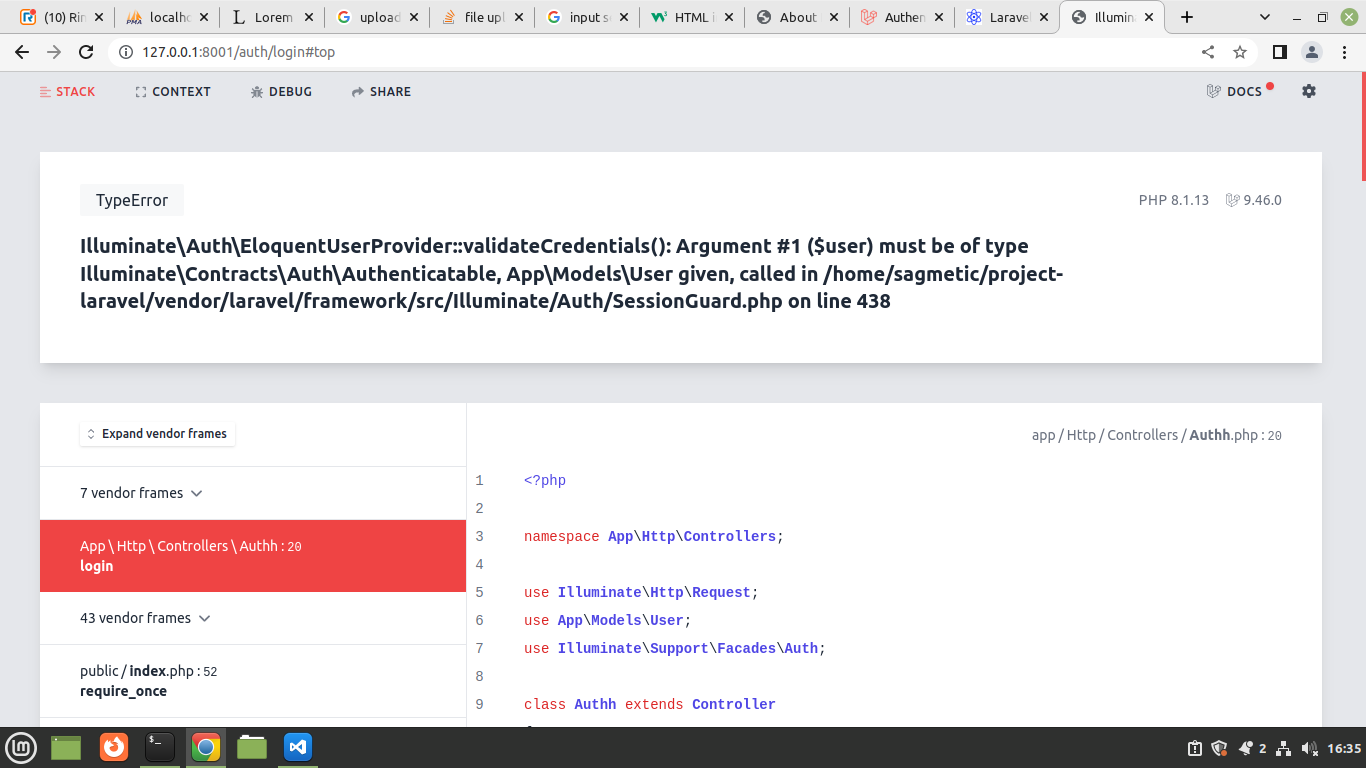 (10) Rin
localho
Lorem
upload
file upl
input se
HTML i
About
Authen
Larave
Illumin
127.0.0.1:8001/auth/login#top
STACK
CONTEXT
DEBUG
SHARE
DOCS
TypeError
PHP 8.1.13
9.46.0
Illuminate\Auth\EloquentUserProvider::validateCredentials(): Argument #1 ($user) must be of type
Illuminate\Contracts\Auth\Authenticatable, App\Models\User given, called in /home/sagmetic/project-
laravel/vendor/laravel/framework/src/Illuminate/Auth/SessionGuard.php on line 438
Expand vendor frames
7 vendor frames
App \ Http \ Controllers \ Authh : 20
login
43 vendor frames
public / index.php : 52
require_once
app / Http / Controllers / Authh.php : 20
1 <?php
2
3 namespace App\Http\Controllers;
4
5 use Illuminate\Http\Request;
6 use App\Models\User;
7 use Illuminate\Support\Facades\Auth;
8
9 class Authh extends Controller
2
16:35